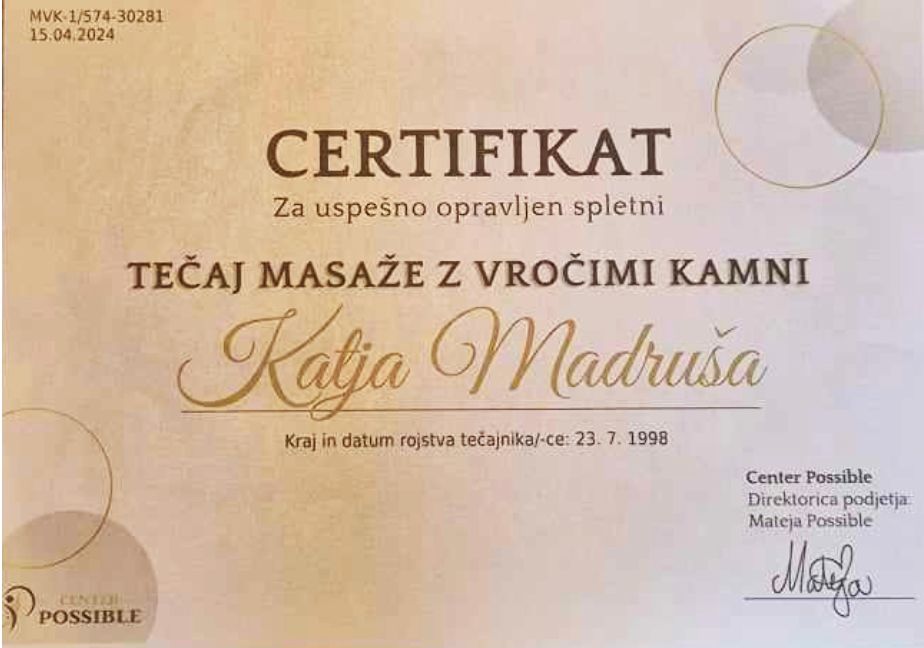 MVK-1/574-30281
15.04.2024
CERTIFIKAT
Za uspešno opravljen spletni
TEČAJ MASAŽE Z VROČIMI KAMNI
Katja Madruša
Kraj in datum rojstva tečajnika/-ce: 23. 7. 1998
Center Possible
Direktorica podjetja:
Mateja Possible
Mateja
CENTER
POSSIBLE